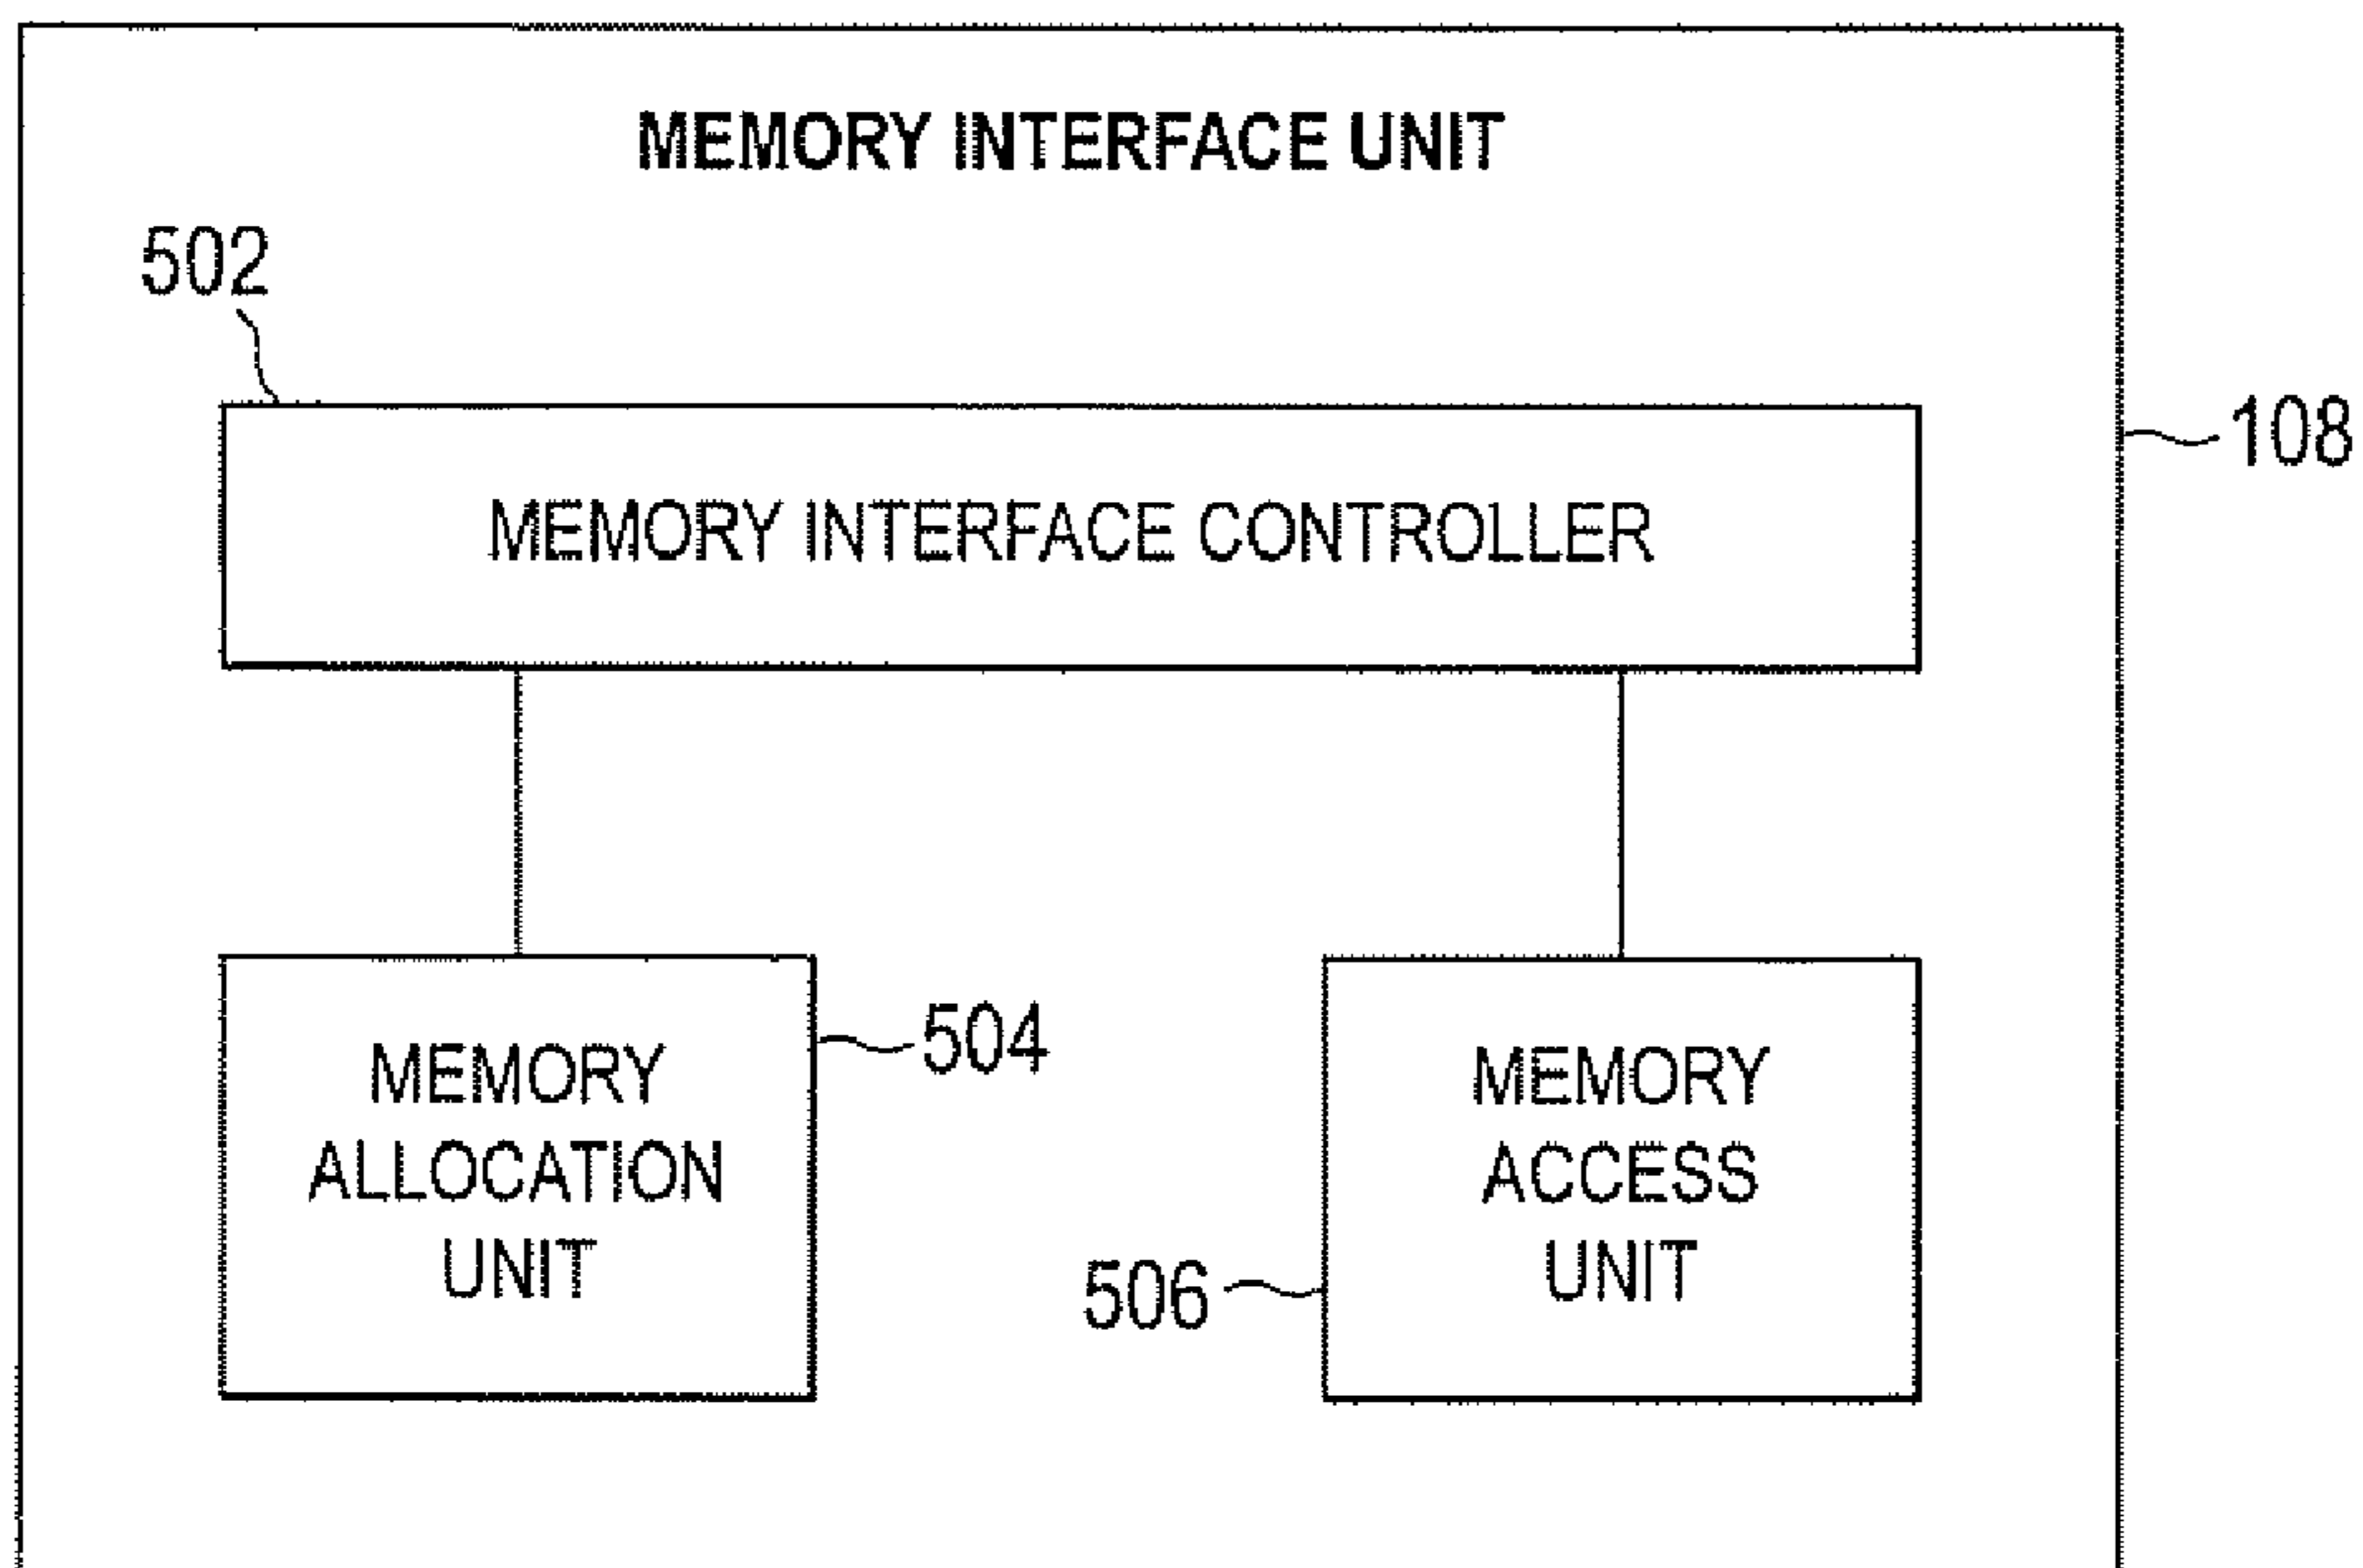 MEMORY INTERFACE UNIT
502
108
MEMORY INTERFACE CONTROLLER
504
MEMORY
ALLOCATION
UNIT
506
MEMORY
ACCESS
UNIT